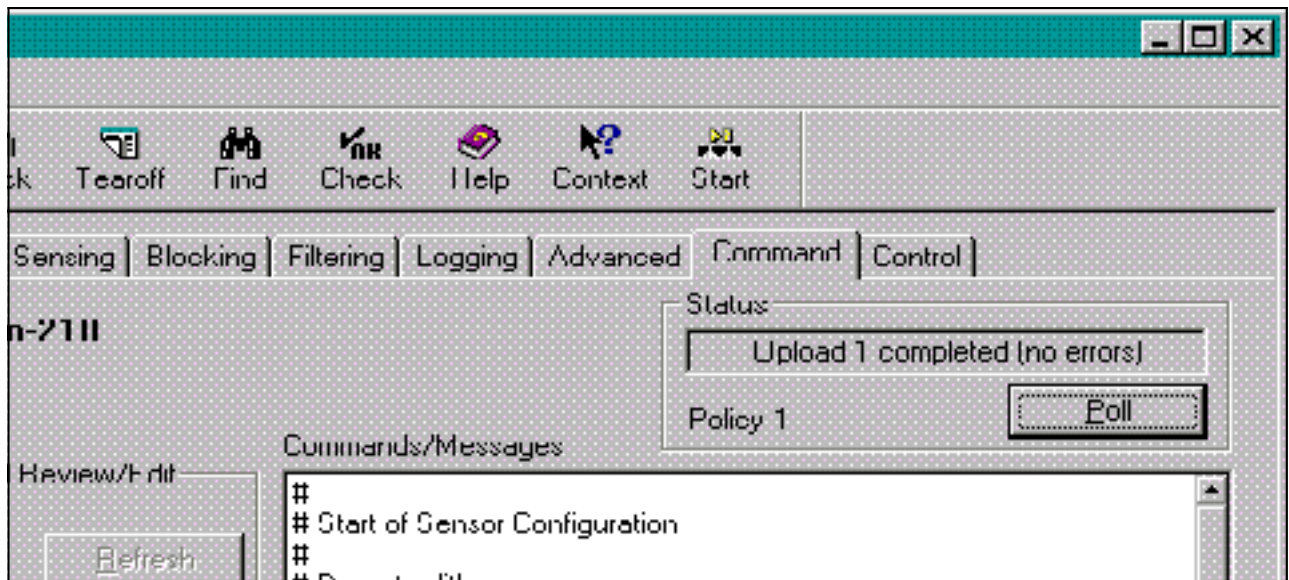 Tearoff Find Check Help Context Start
Sensing Blocking Filtering Logging Advanced Command Control
Status
Upload 1 completed (no errors)
Policy 1 Poll
Commands/Messages
Review/Edit
#
# Start of Sensor Configuration
Refresh #
#